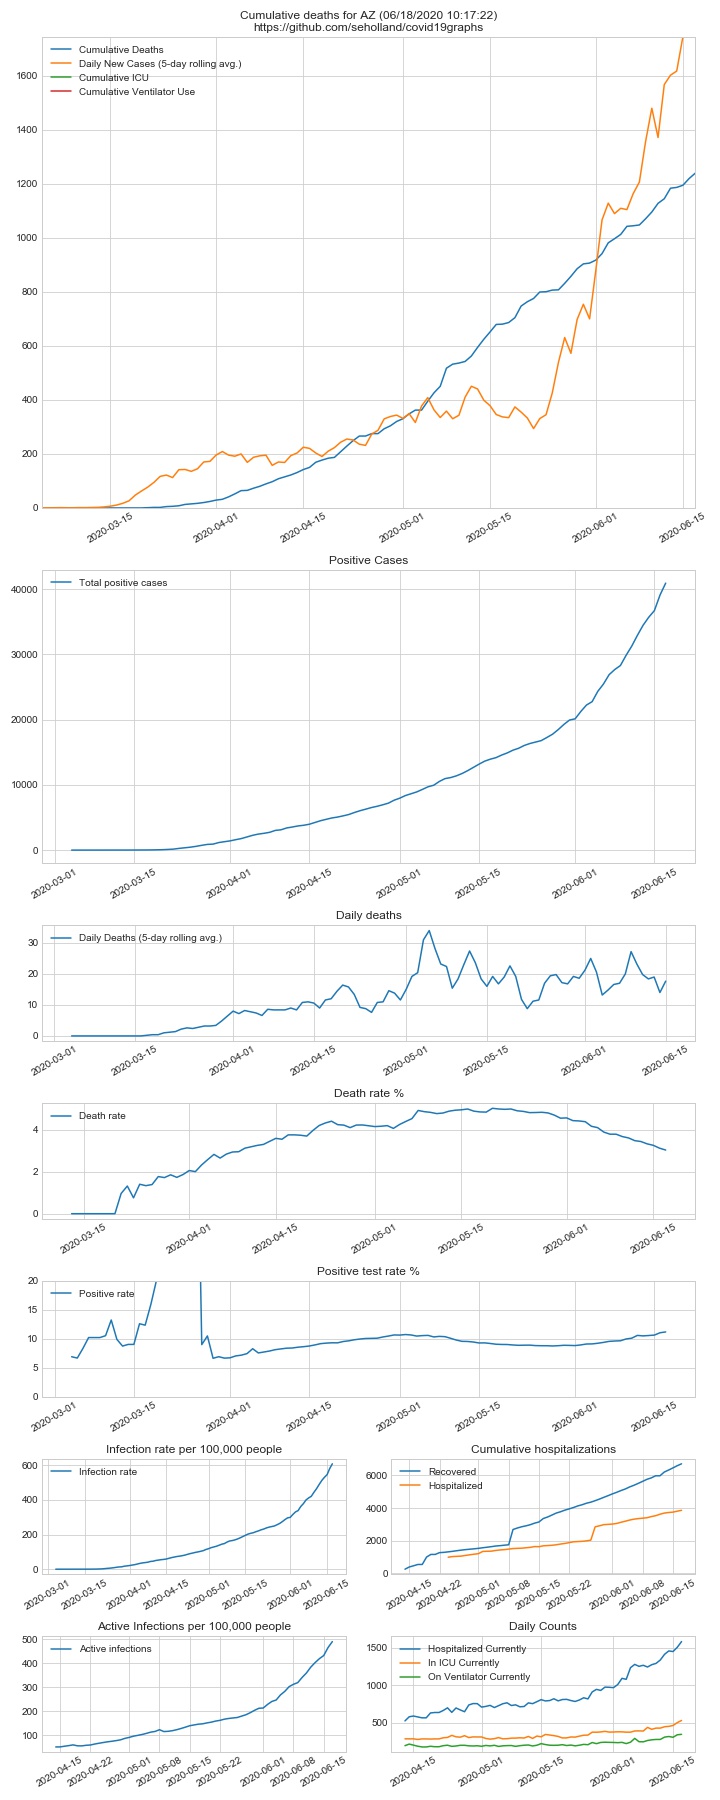 Cumulative deaths for AZ (06/18/2020 10:17:22)
https://github.com/seholland/covid19graphs
Cumulative Deaths
Daily New Cases (5-day rolling avg.)
Cumulative ICU
Cumulative Ventilator Use
1600
1400
1200
1000
800
600
400
200
0
2020-03-15 2020-04-01 2020-04-15 2020-05-01 2020-05-15 2020-06-01 2020-06-15
Positive Cases
Total positive cases
40000
30000
20000
10000
0
2020-03-01 2020-03-15 2020-04-01 2020-04-15 2020-05-01 2020-05-15 2020-06-01 2020-06-15
Daily deaths
Daily Deaths (5-day rolling avg.)
30
20
10
0
2020-03-01 2020-03-15 2020-04-01 2020-04-15 2020-05-01 2020-05-15 2020-06-01 2020-06-15
Death rate %
Death rate
4
2
0
2020-03-15 2020-04-01 2020-04-15 2020-05-01 2020-05-15 2020-06-01 2020-06-15
Positive test rate %
Positive rate
20
15
10
5
0
2020-03-01 2020-03-15 2020-04-01 2020-04-15 2020-05-01 2020-05-15 2020-06-01 2020-06-15
Infection rate per 100,000 people
Infection rate
600
400
200
0
2020-03-01 2020-03-15 2020-04-01 2020-04-15 2020-05-01 2020-05-15 2020-06-01 2020-06-15
Cumulative hospitalizations
Recovered
Hospitalized
6000
4000
2000
0
2020-04-15 2020-04-22 2020-05-01 2020-05-08 2020-05-15 2020-05-22 2020-06-01 2020-06-08 2020-06-15
Active Infections per 100,000 people
Active infections
500
400
300
200
100
2020-04-15 2020-04-22 2020-05-01 2020-05-08 2020-05-15 2020-05-22 2020-06-01 2020-06-08 2020-06-15
Daily Counts
Hospitalized Currently
In ICU Currently
On Ventilator Currently
1500
1000
500
2020-04-15 2020-05-01 2020-05-15 2020-06-01 2020-06-15